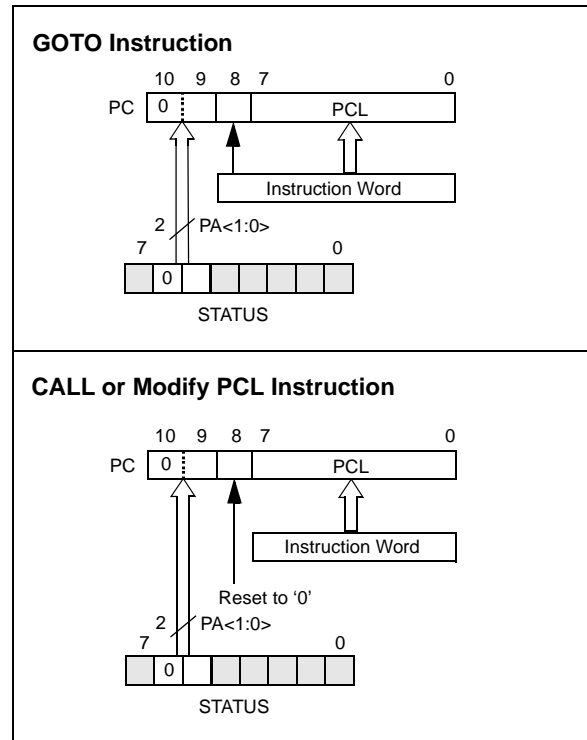 GOTO Instruction
10 9 8 7 0
PC 0 PCL
Instruction Word
2 PA<1:0>
7 0
0
STATUS
CALL or Modify PCL Instruction
10 9 8 7 0
PC 0 PCL
Instruction Word
Reset to ‘0’
2 PA<1:0>
7 0
0
STATUS